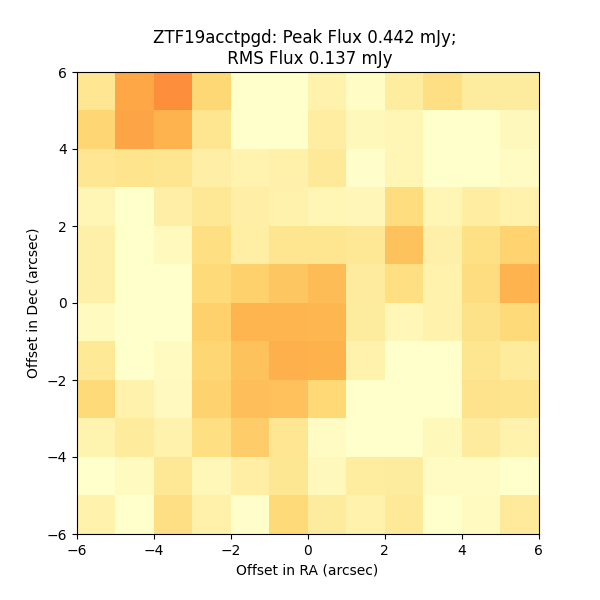 ZTF19acctpgd: Peak Flux 0.442 mJy;
RMS Flux 0.137 mJy
6
4
2
0
−2
−4
−6
Offset in Dec (arcsec)
−6 −4 −2 0 2 4 6
Offset in RA (arcsec)